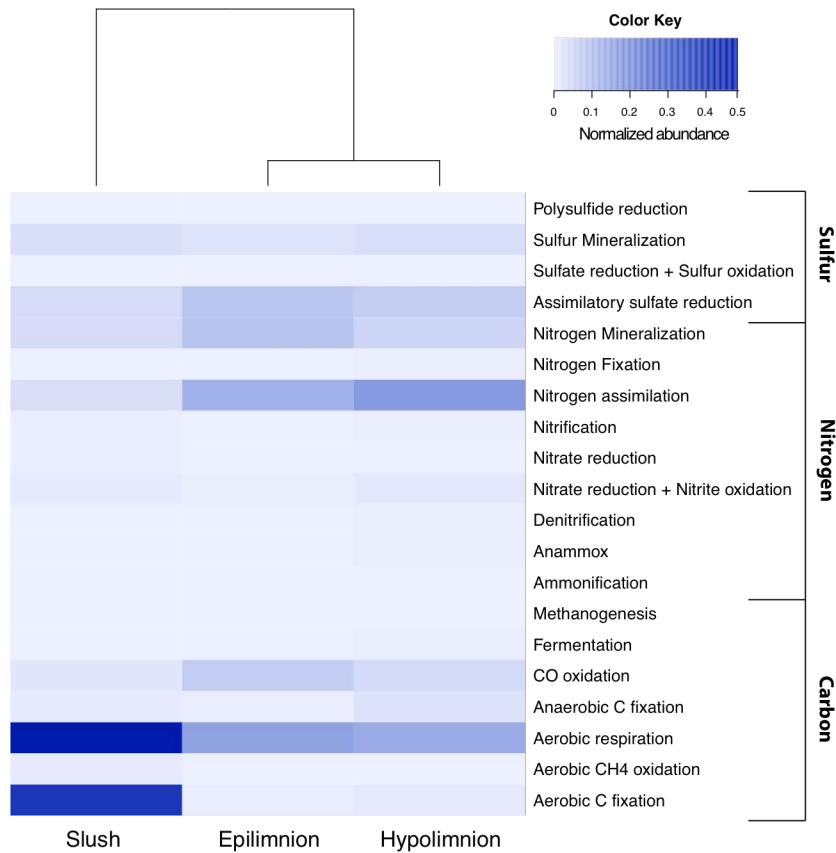 Color Key
0 0.1 0.2 0.3 0.4 0.5
Normalized abundance
Polysulfide reduction
Sulfur Mineralization
Sulfate reduction + Sulfur oxidation
Assimilatory sulfate reduction
Sulfur
Nitrogen Mineralization
Nitrogen Fixation
Nitrogen assimilation
Nitrification
Nitrate reduction
Nitrate reduction + Nitrite oxidation
Denitrification
Anammox
Ammonification
Nitrogen
Methanogenesis
Fermentation
CO oxidation
Anaerobic C fixation
Aerobic respiration
Aerobic CH4 oxidation
Aerobic C fixation
Carbon
Slush Epilimnion Hypolimnion